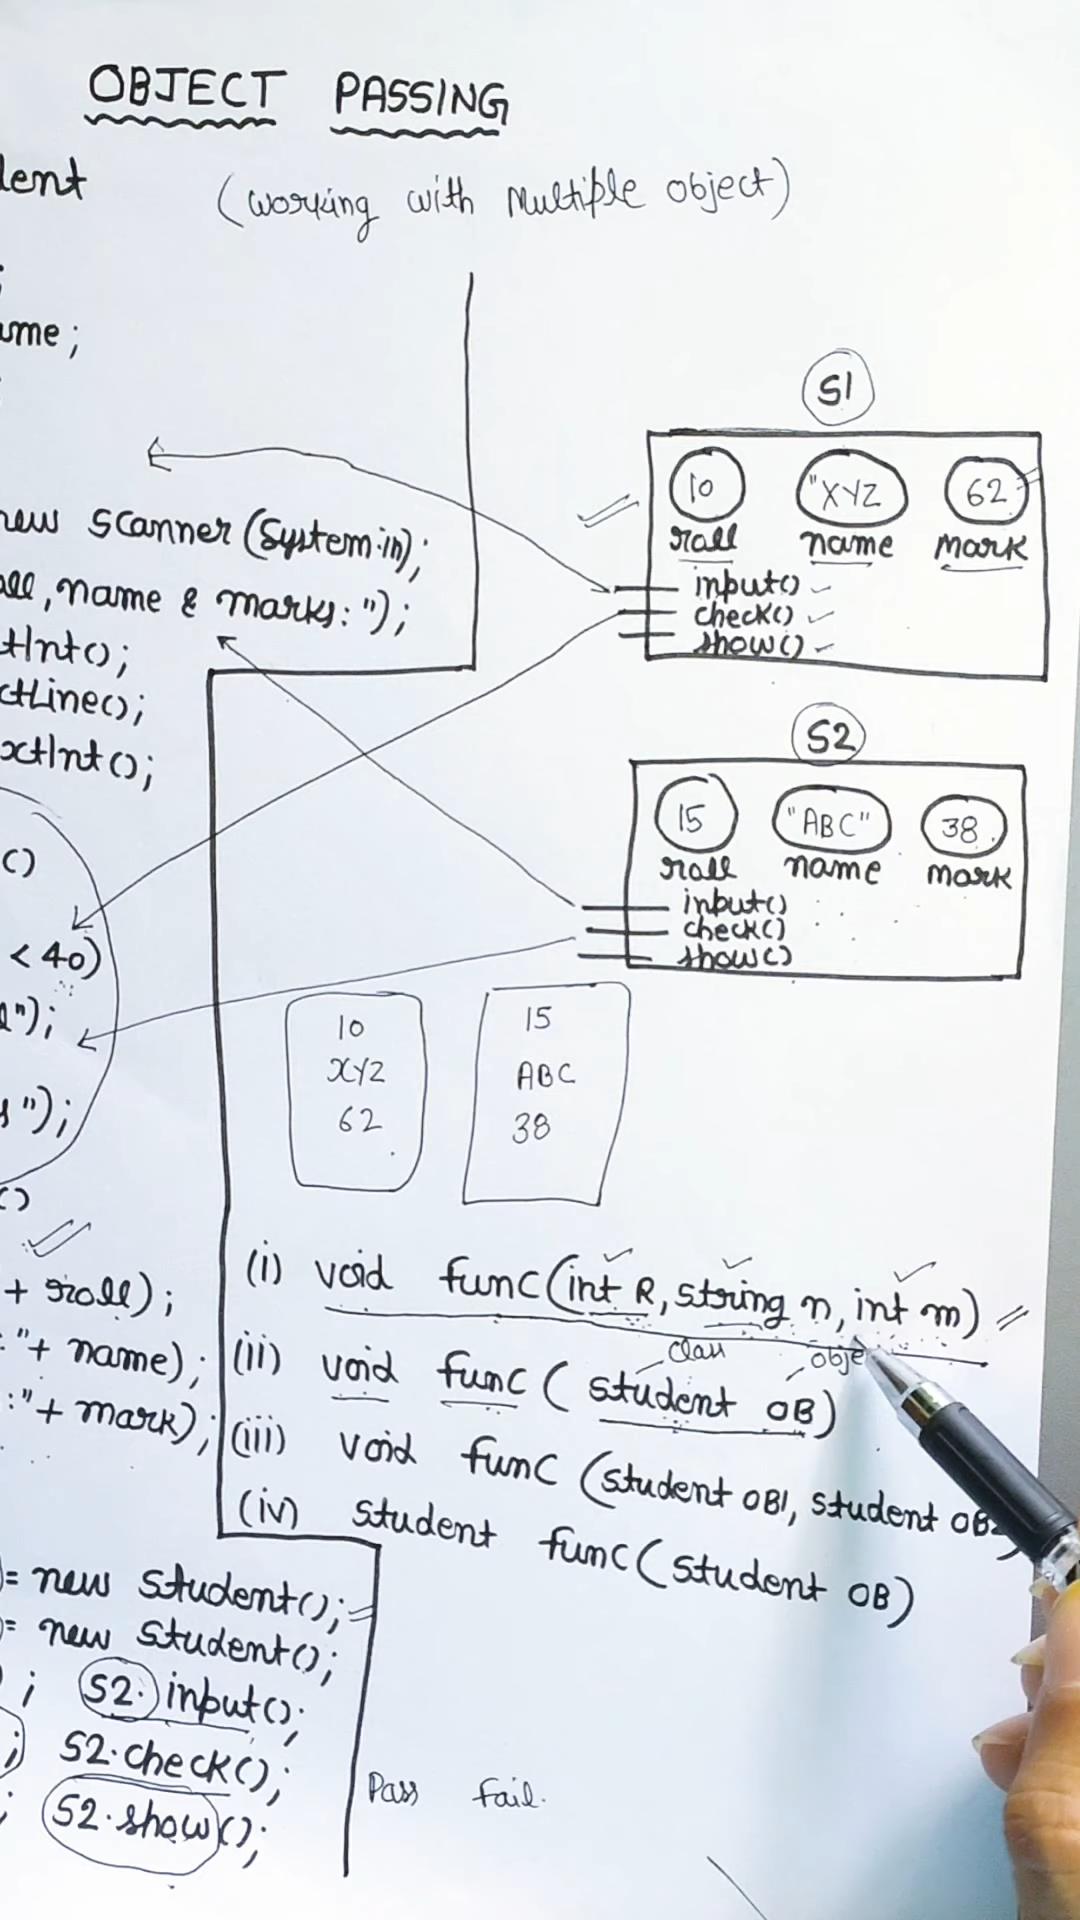 OBJECT PASSING
dent
(working with Multiple object)
;
ame;
S1
10 "XYZ 62
roll name mark
new Scanner(System.in);
oll, name & marks:");
input()
check()
show()
tInt();
xtLine();
xtInt();
S2
15 "ABC" 38
roll name mark
input()
check()
show()
()
< 40)
");
s");
()
10
XYZ
62
15
ABC
38
+ roll);
: "+ name);
:"+ mark);
(i) void func(int R, string n, int m)
class obje
(ii) void func( student OB)
(iii) void func (student OB1, student OB2)
(iv) student func(student OB)
= new student();
= new student();
; S2.input();
; S2.check();
; S2.show();
Pass fail.